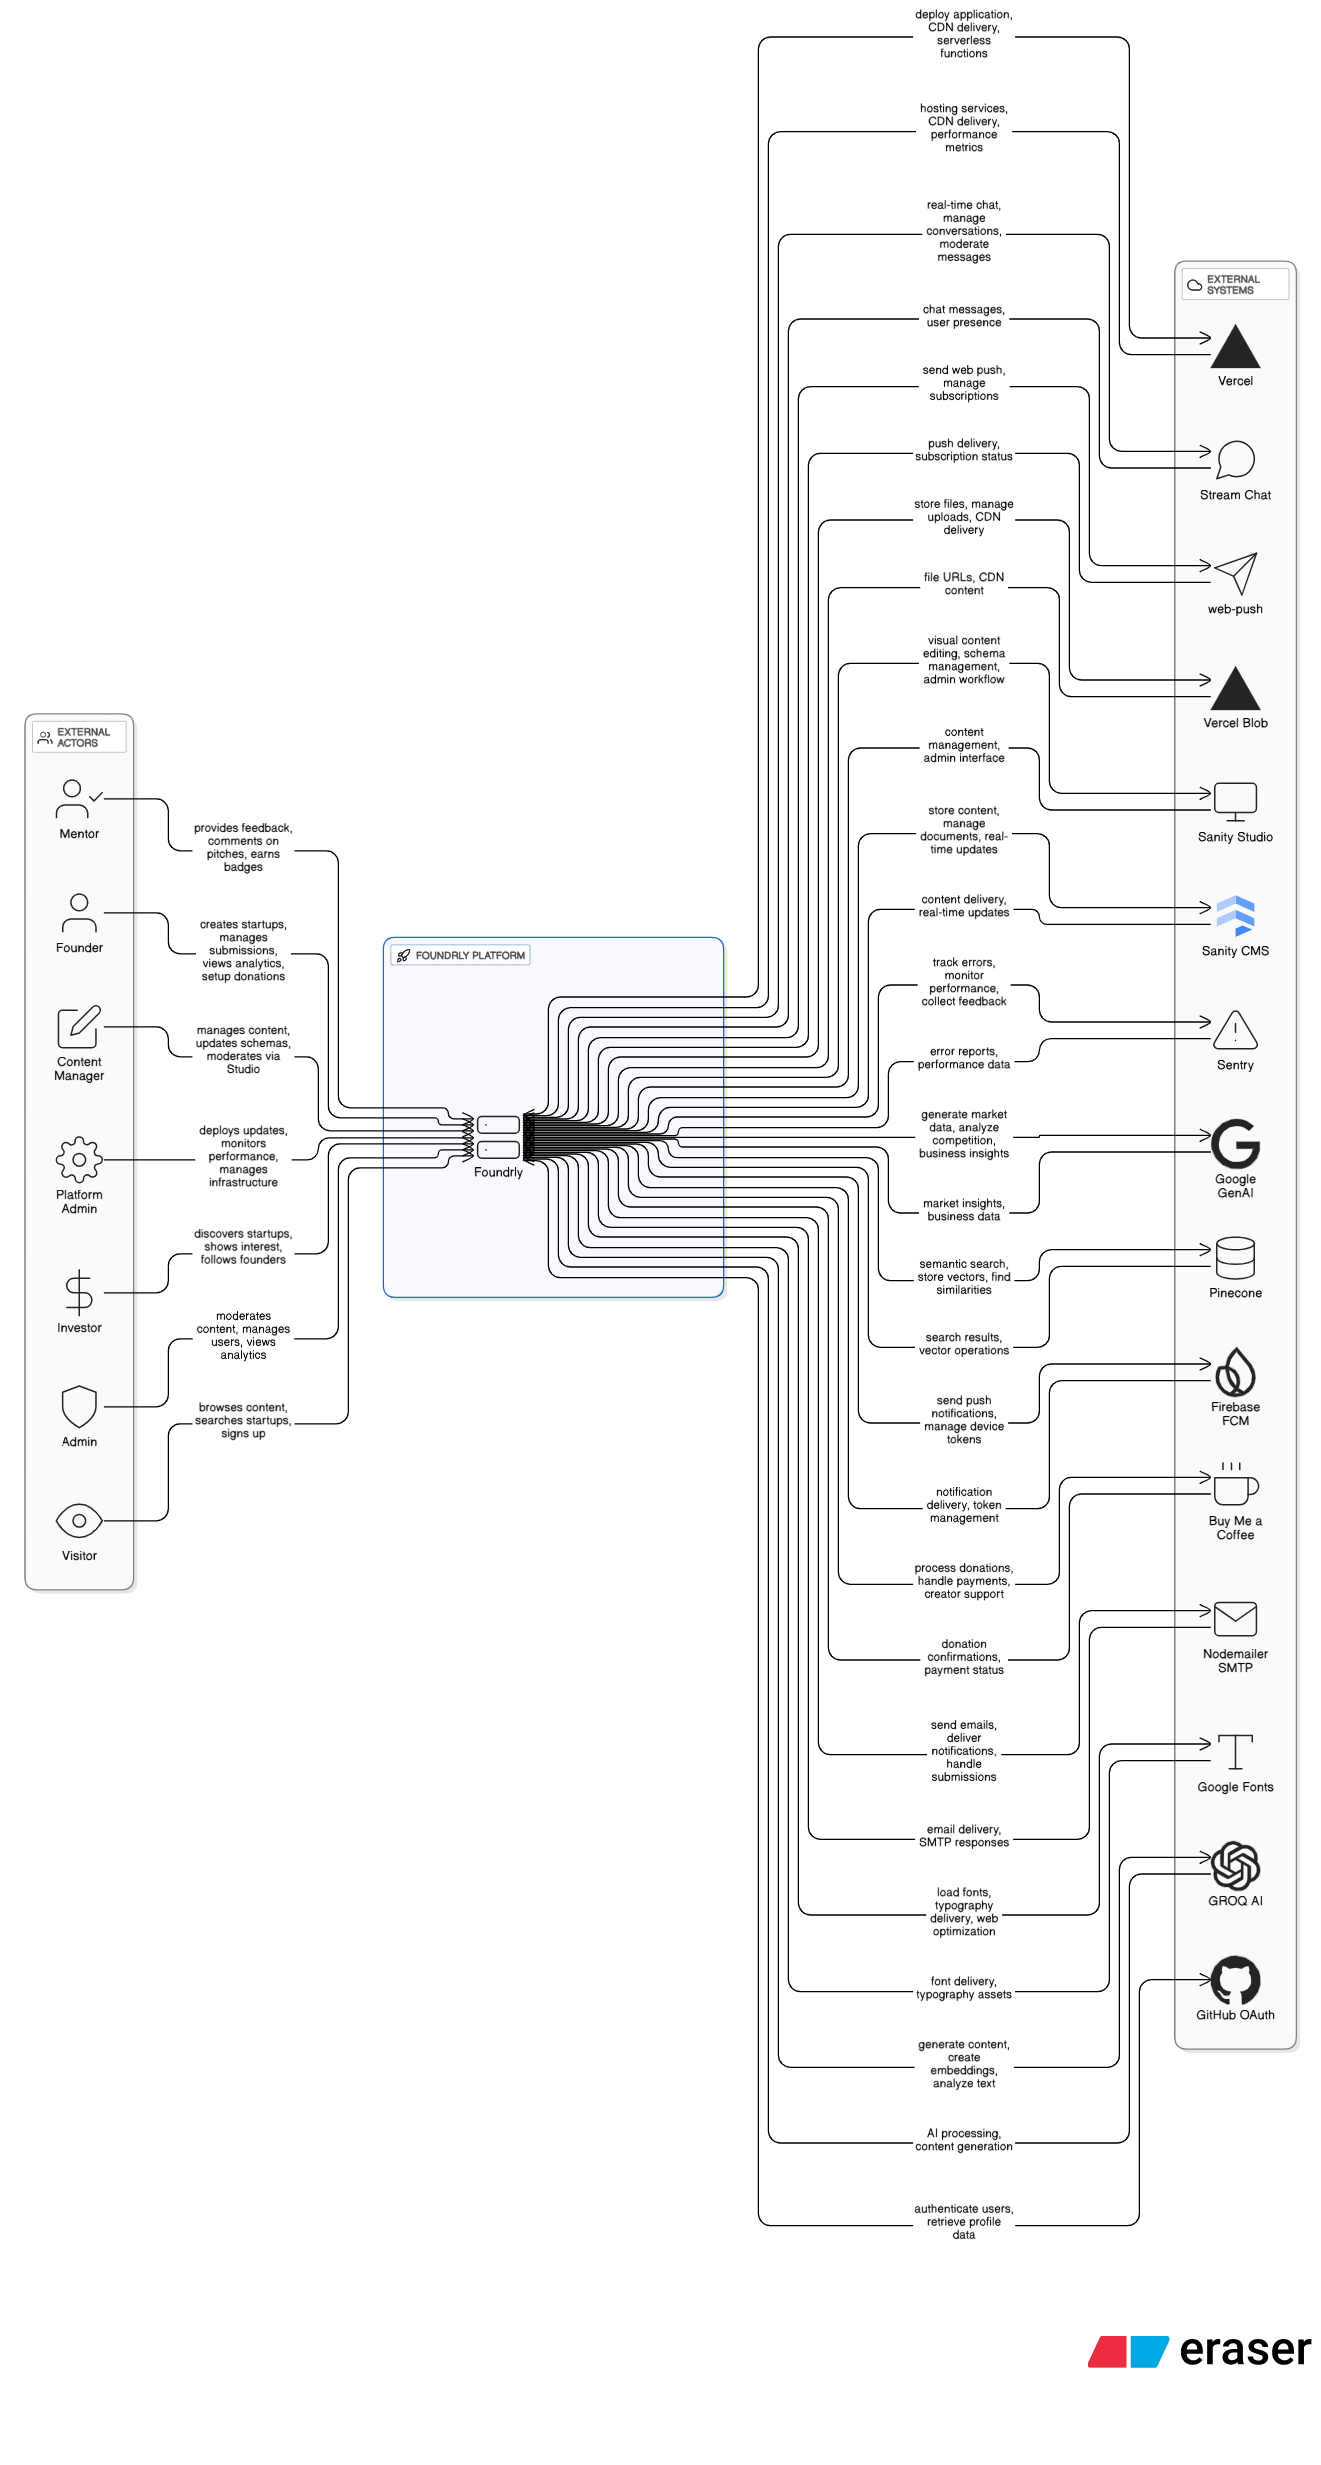 deploy application,
CDN delivery,
serverless
functions
hosting services,
CDN delivery,
performance
metrics
real-time chat,
manage
conversations,
moderate
messages
chat messages,
user presence
send web push,
manage
subscriptions
push delivery,
subscription status
store files, manage
uploads, CDN
delivery
file URLs, CDN
content
visual content
editing, schema
management,
admin workflow
content
management,
admin interface
store content,
manage
documents, real-
time updates
content delivery,
real-time updates
track errors,
monitor
performance,
collect feedback
error reports,
performance data
generate market
data, analyze
competition,
business insights
market insights,
business data
semantic search,
store vectors, find
similarities
search results,
vector operations
send push
notifications,
manage device
tokens
notification
delivery, token
management
process donations,
handle payments,
creator support
donation
confirmations,
payment status
send emails,
deliver
notifications,
handle
submissions
email delivery,
SMTP responses
load fonts,
typography
delivery, web
optimization
font delivery,
typography assets
generate content,
create
embeddings,
analyze text
AI processing,
content generation
authenticate users,
retrieve profile
data
EXTERNAL
SYSTEMS
Vercel
Stream Chat
web-push
Vercel Blob
Sanity Studio
Sanity CMS
Sentry
Google
GenAI
Pinecone
Firebase
FCM
Buy Me a
Coffee
Nodemailer
SMTP
Google Fonts
GROQ AI
GitHub OAuth
EXTERNAL
ACTORS
Mentor
Founder
Content
Manager
Platform
Admin
Investor
Admin
Visitor
provides feedback,
comments on
pitches, earns
badges
creates startups,
manages
submissions,
views analytics,
setup donations
manages content,
updates schemas,
moderates via
Studio
deploys updates,
monitors
performance,
manages
infrastructure
discovers startups,
shows interest,
follows founders
moderates
content, manages
users, views
analytics
browses content,
searches startups,
signs up
FOUNDRLY PLATFORM
Foundrly
eraser